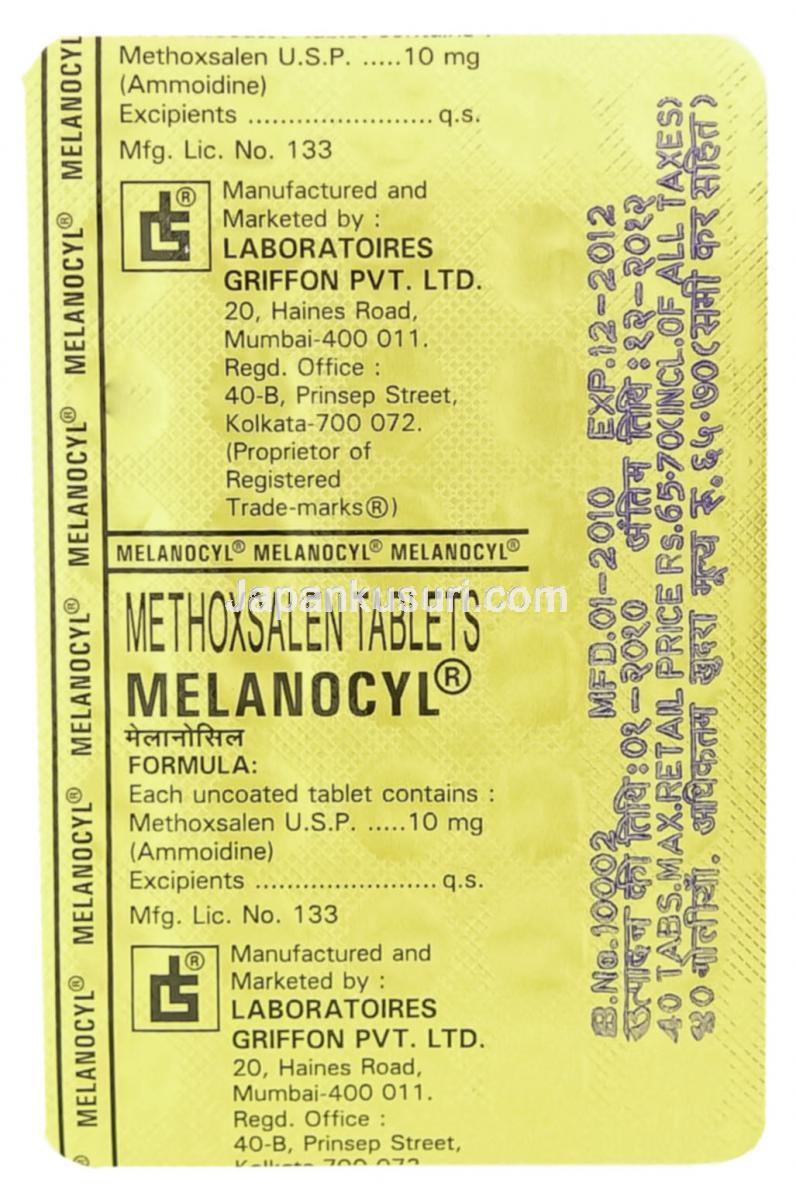 Methoxsalen U.S.P. .....10 mg
(Ammoidine)
Excipients ....................... q.s.
Mfg. Lic. No. 133
®
Manufactured and
Marketed by :
LABORATOIRES
GRIFFON PVT. LTD.
20, Haines Road,
Mumbai-400 011.
Regd. Office :
40-B, Prinsep Street,
Kolkata-700 072.
(Proprietor of
Registered
Trade-marks®)
MELANOCYL® MELANOCYL® MELANOCYL®
METHOXSALEN TABLETS
Japankusuri.com
MELANOCYL®
मेलानोसिल
FORMULA:
Each uncoated tablet contains :
Methoxsalen U.S.P. .....10 mg
(Ammoidine)
Excipients ....................... q.s.
Mfg. Lic. No. 133
®
Manufactured and
Marketed by :
LABORATOIRES
GRIFFON PVT. LTD.
20, Haines Road,
Mumbai-400 011.
Regd. Office :
40-B, Prinsep Street,
MELANOCYL® MELANOCYL® MELANOCYL® MELANOCYL® MELANOCYL® MELANOCYL
B.No.10002 MFD.01-2010 EXP.12-2012
उत्पादन की तिथि:०१-२०१० अंतिम तिथि:१२-२०१२
40 TABS.MAX.RETAIL PRICE Rs.65.70(INCL.OF ALL TAXES)
४० गोलियाँ. अधिकतम खुदरा मूल्य रू.६५.७०(सभी कर सहित)